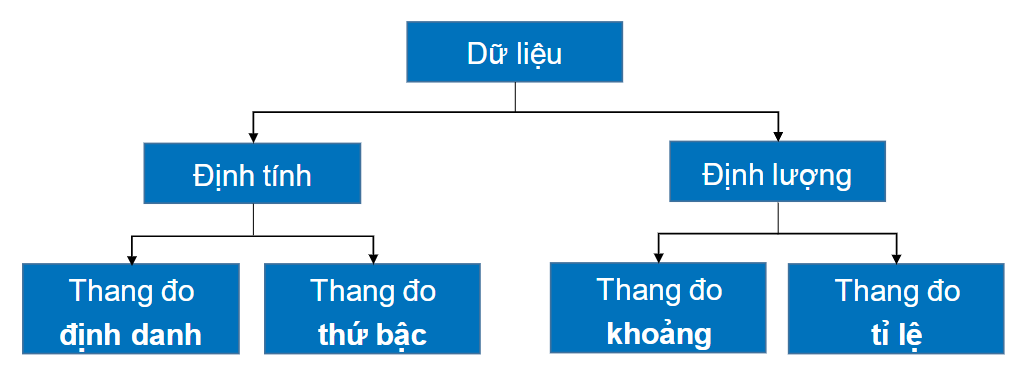 Dữ liệu
Định tính
Định lượng
Thang đo
định danh
Thang đo
thứ bậc
Thang đo
khoảng
Thang đo
tỉ lệ